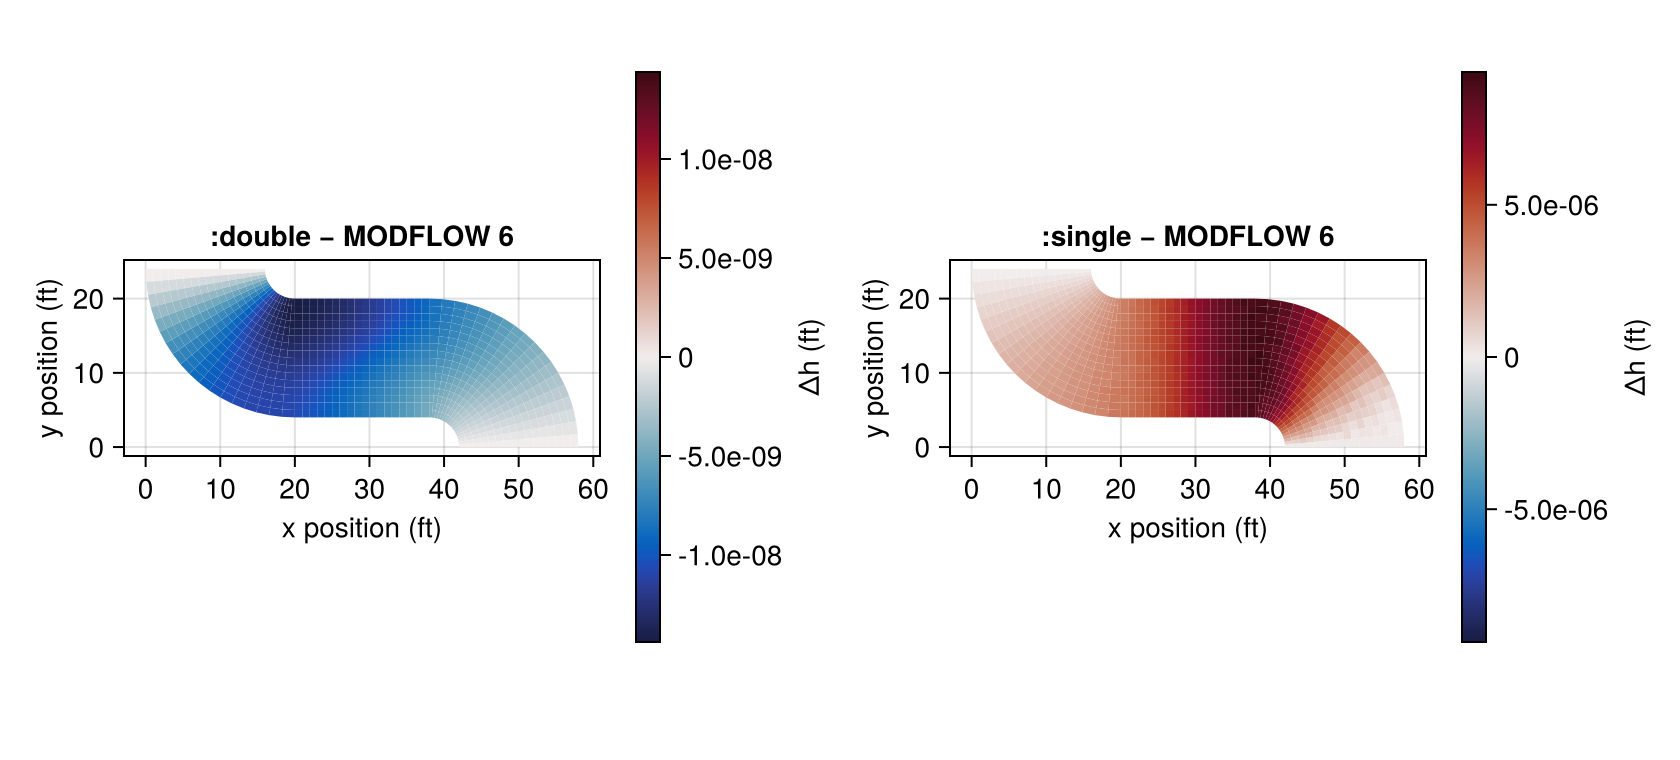 :double – MODFLOW 6
y position (ft)
20
10
0
0 10 20 30 40 50 60
x position (ft)
1.0e-08
5.0e-09
0
-5.0e-09
-1.0e-08
Δh (ft)
:single – MODFLOW 6
y position (ft)
20
10
0
0 10 20 30 40 50 60
x position (ft)
5.0e-06
0
-5.0e-06
Δh (ft)